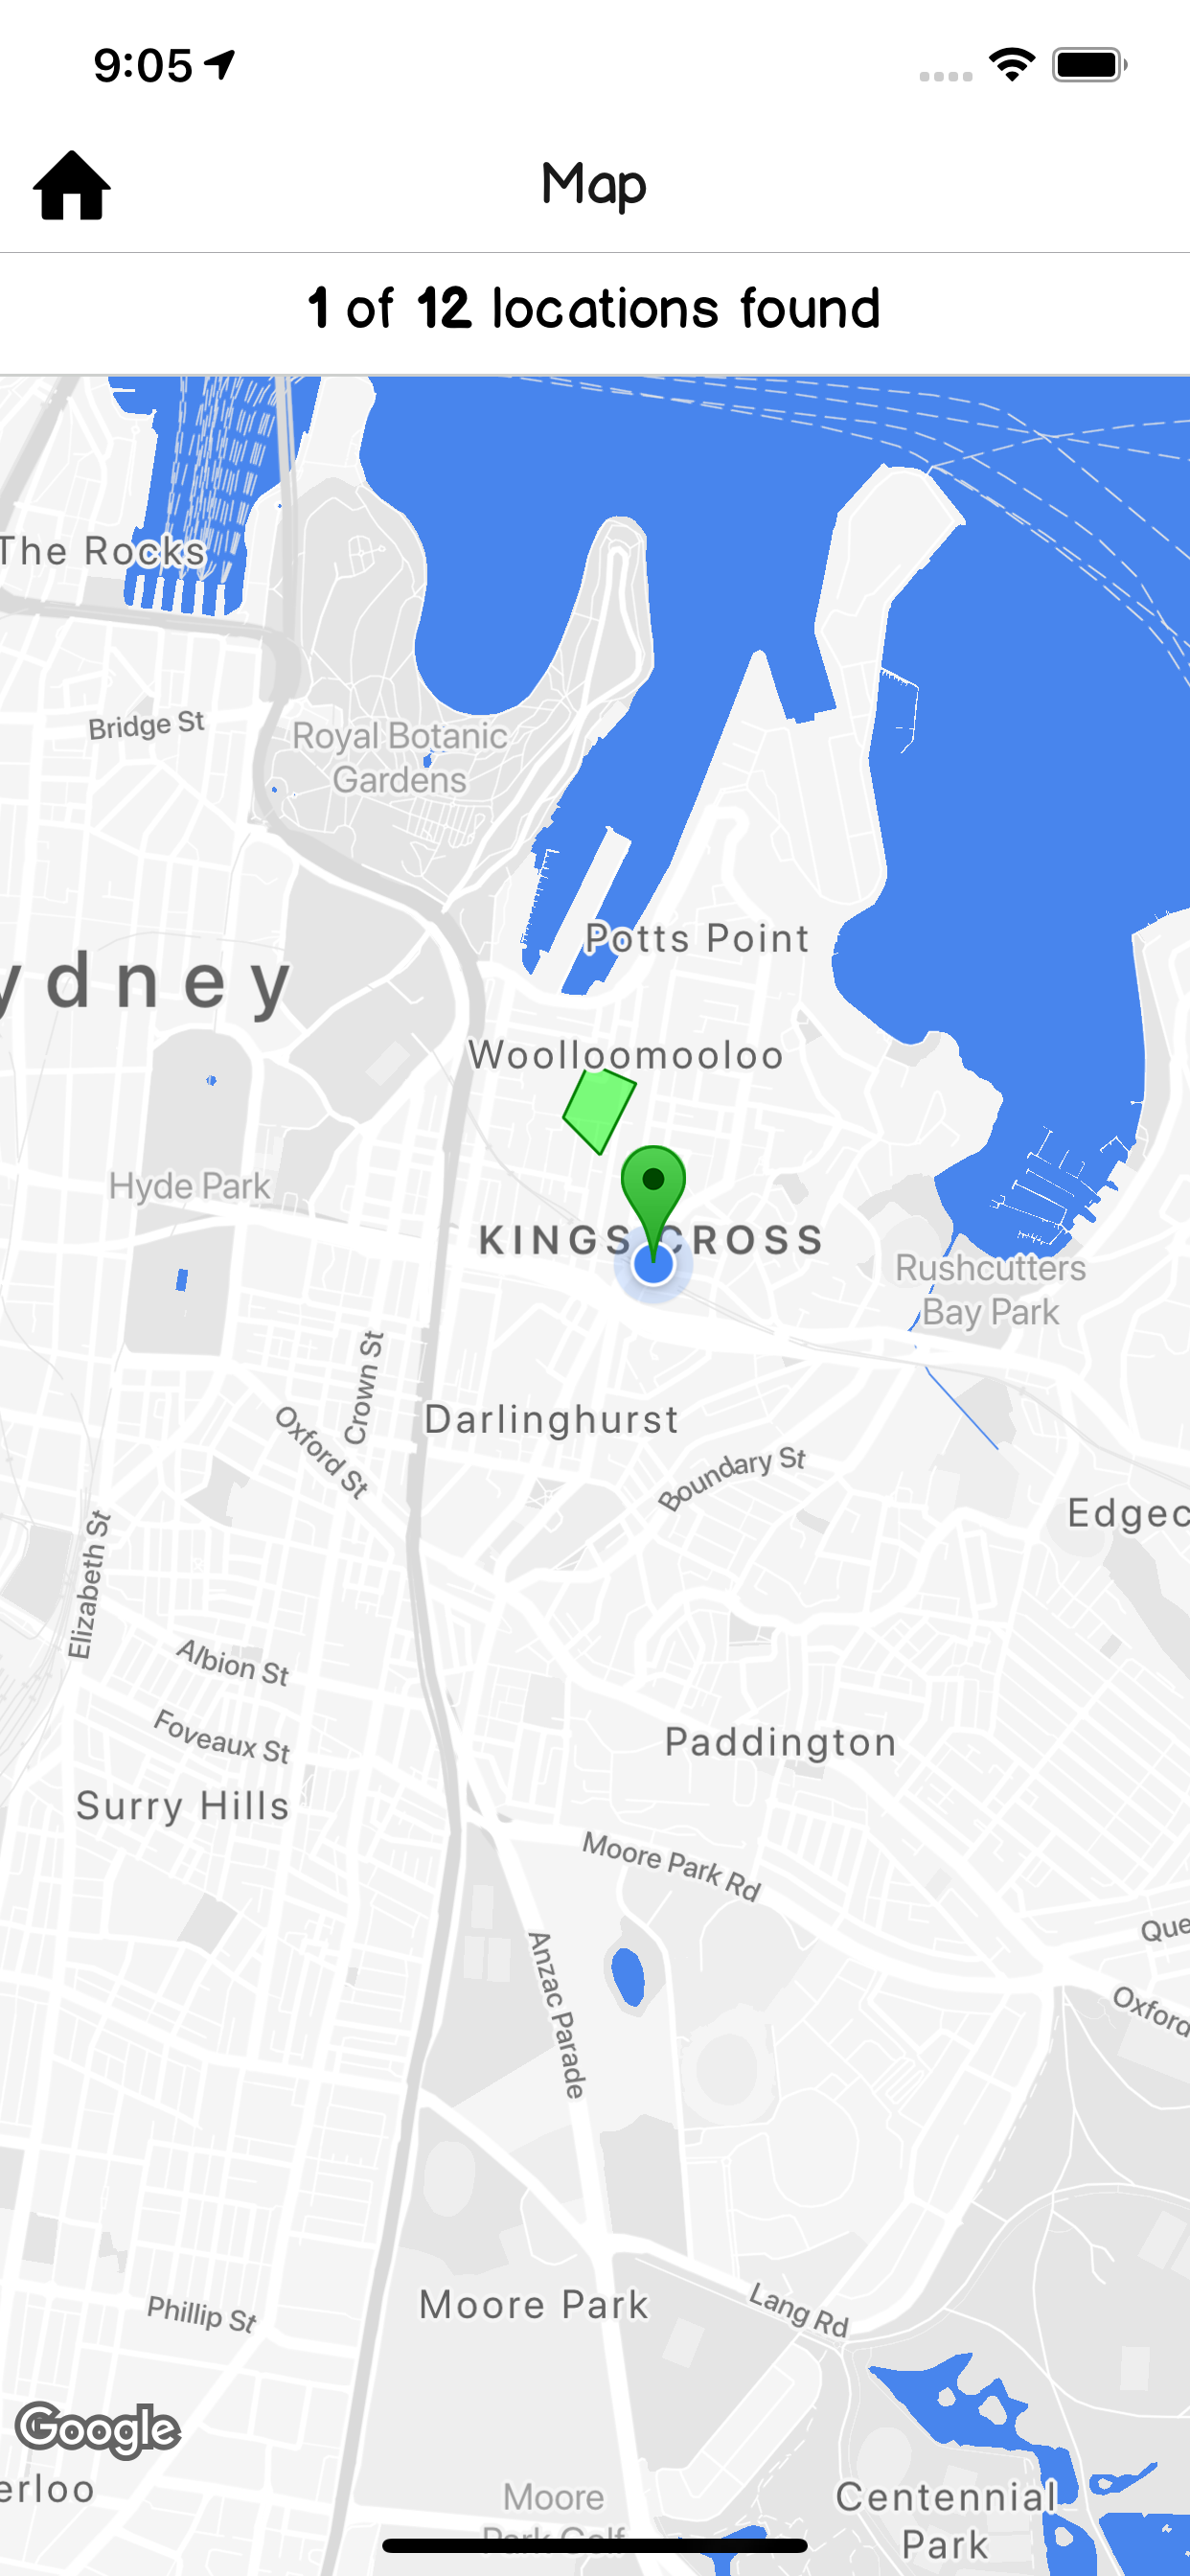 9:05
Map
1 of 12 locations found
The Rocks
Bridge St
Royal Botanic
Gardens
Potts Point
ydney
Woolloomooloo
Hyde Park
KINGS CROSS
Rushcutters
Bay Park
Crown St
Oxford St
Darlinghurst
Boundary St
Edgec
Elizabeth St
Albion St
Foveaux St
Paddington
Surry Hills
Moore Park Rd
Anzac Parade
Que
Oxford
Phillip St
Moore Park
Lang Rd
Google
erloo
Moore
Park Golf
Centennial
Park